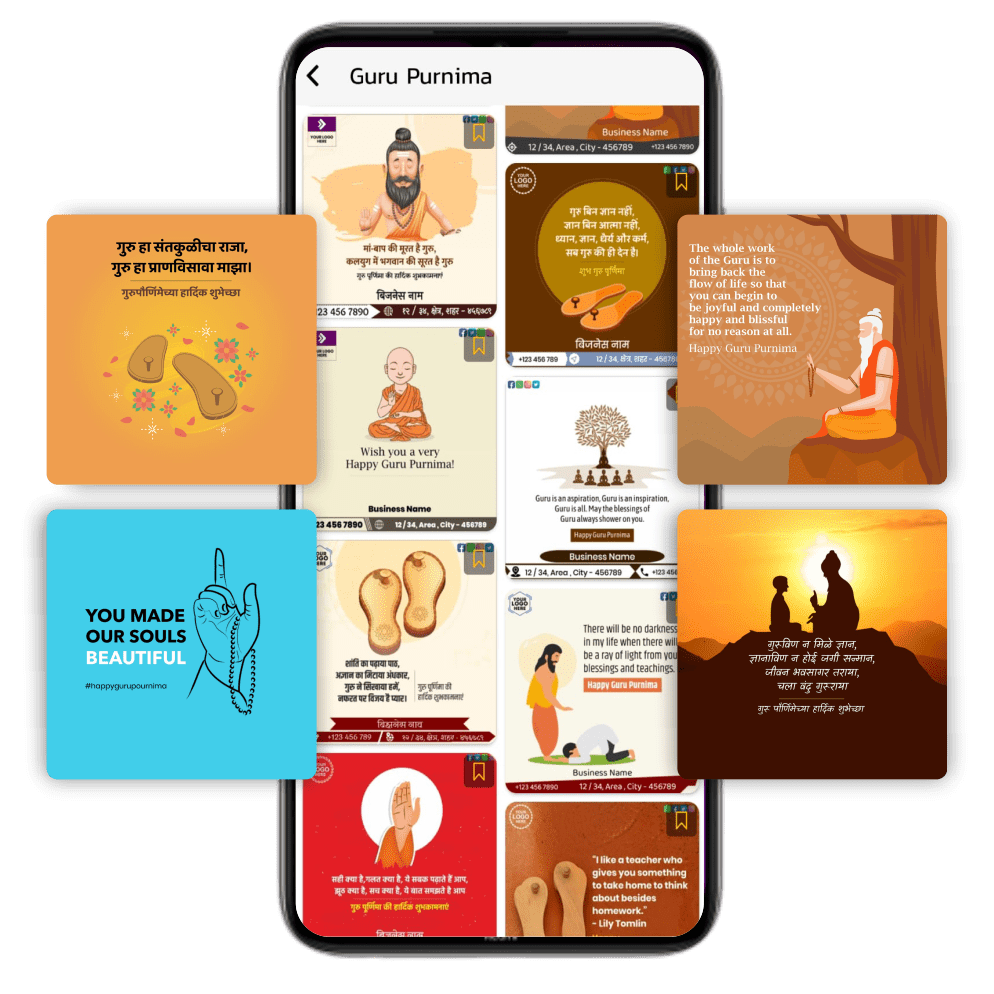 Guru Purnima
YOUR LOGO
HERE
मां-बाप की मूरत है गुरु,
कलयुग में भगवान की सूरत है गुरु
गुरु पूर्णिमा की हार्दिक शुभकामनाएं
बिजनेस नाम
23 456 7890
१२ / ३४, क्षेत्र, शहर - ४५६७८९
Business Name
12 / 34, Area , City - 456789
+123 456 7890
YOUR
LOGO
HERE
गुरु बिन ज्ञान नहीं,
ज्ञान बिन आत्मा नहीं,
ध्यान, ज्ञान, धैर्य और कर्म,
सब गुरु की ही देन है।
शुभ गुरु पूर्णिमा
बिजनेस नाम
+123 456 789
१२ / ३४, क्षेत्र, शहर - ४५६७
गुरु हा संतकुळीचा राजा,
गुरु हा प्राणविसावा माझा।
गुरुपौर्णिमेच्या हार्दिक शुभेच्छा
The whole work
of the Guru is to
bring back the
flow of life so that
you can begin to
be joyful and completely
happy and blissful
for no reason at all.
Happy Guru Purnima
LOGO
HERE
Wish you a very
Happy Guru Purnima!
Business Name
23 456 7890
12 / 34, Area , City - 456789
Guru is an aspiration, Guru is an inspiration,
Guru is all. May the blessings of
Guru always shower on you.
Happy Guru Purnima
Business Name
12 / 34, Area , City - 456789
+123 456
YOU MADE
OUR SOULS
BEAUTIFUL
#happygurupournima
LOGO
HERE
शांति का पढ़ाया पाठ,
अज्ञान का मिटाया अंधकार,
गुरु ने सिखाया हमें,
नफरत पर विजय है प्यार।
गुरु पूर्णिमा की
हार्दिक शुभकामनाएं
बिज़नेस नाम
+123 456 789
१२ / ३४, क्षेत्र, शहर - ४५६७८९
YOUR
LOGO
HERE
There will be no darkness
in my life when there will
be a ray of light from you
blessings and teachings.
Happy Guru Purnima
Business Name
+123 456 7890
12 / 34, Area , City - 456789
गुरूविण न मिळे ज्ञान,
ज्ञानाविण न होई जगी सन्मान,
जीवन भवसागर तराया,
चला वंदु गुरूराया
गुरु पौर्णिमेच्या हार्दिक शुभेच्छा
LOGO
HERE
सही क्या है,गलत क्या है, ये सबक पढ़ाते हैं आप,
झूठ क्या है, सच क्या है, ये बात समझाते है आप
गुरु पूर्णिमा की हार्दिक शुभकामनाएं
बिजनेस नाम
YOUR
LOGO
HERE
"I like a teacher who
gives you something
to take home to think
about besides
homework."
~ Lily Tomlin